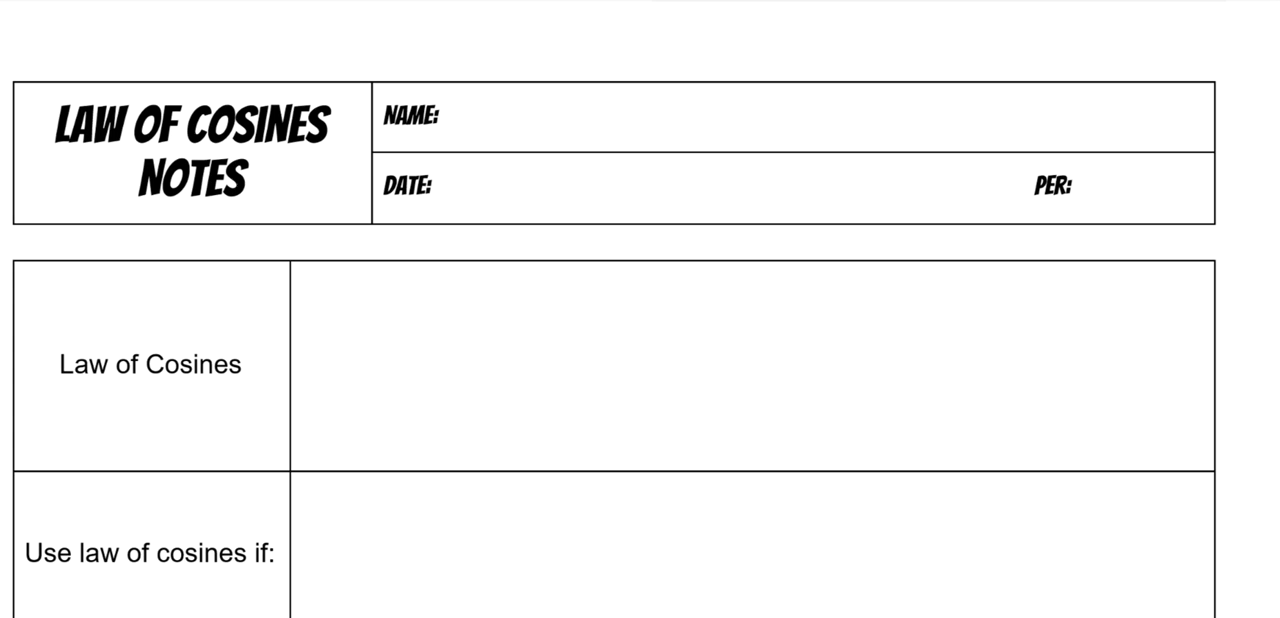 LAW OF COSINES
NOTES
NAME:
DATE:
PER:
Law of Cosines
Use law of cosines if: